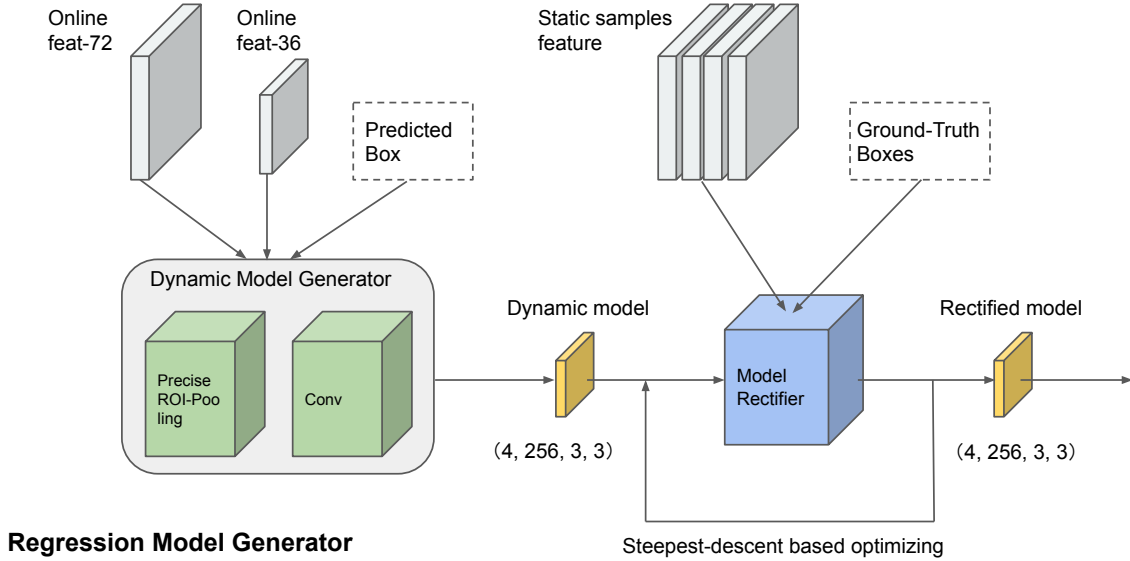 Online
feat-72
Online
feat-36
Static samples
feature
Predicted
Box
Ground-Truth
Boxes
Dynamic Model Generator
Precise
ROI-Poo
ling
Conv
Dynamic model
(4, 256, 3, 3)
Model
Rectifier
Rectified model
(4, 256, 3, 3)
Regression Model Generator
Steepest-descent based optimizing